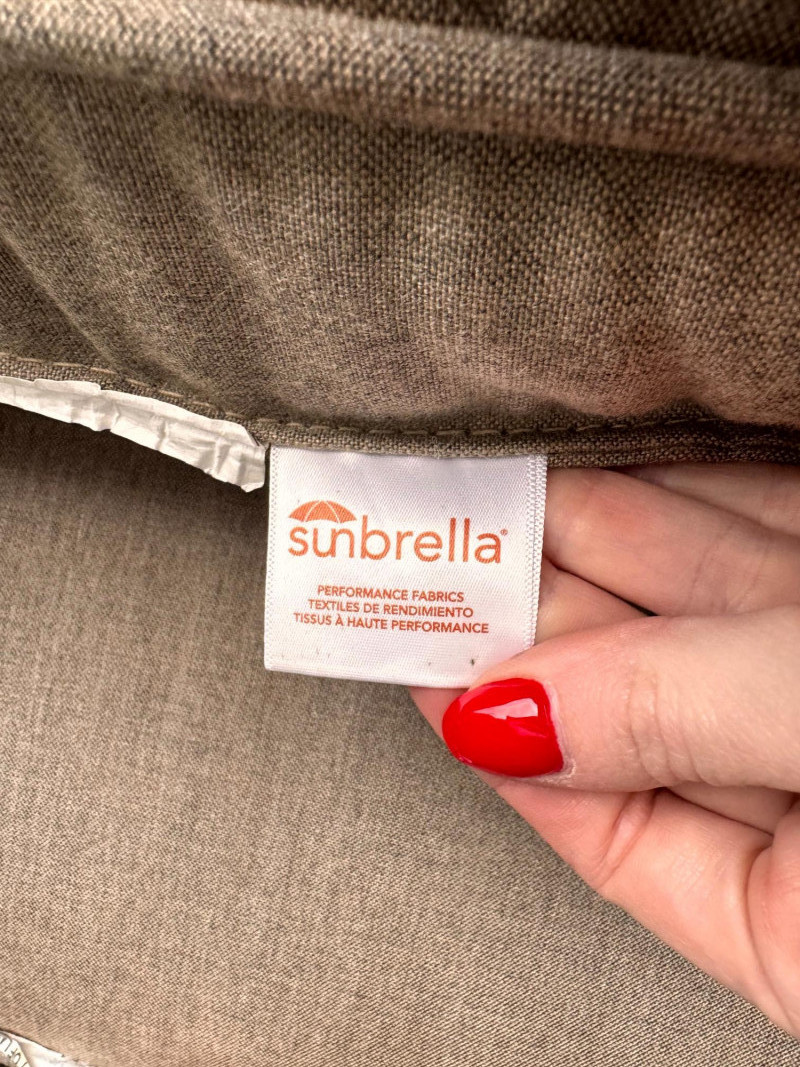 sunbrella®
PERFORMANCE FABRICS
TEXTILES DE RENDIMIENTO
TISSUS À HAUTE PERFORMANCE